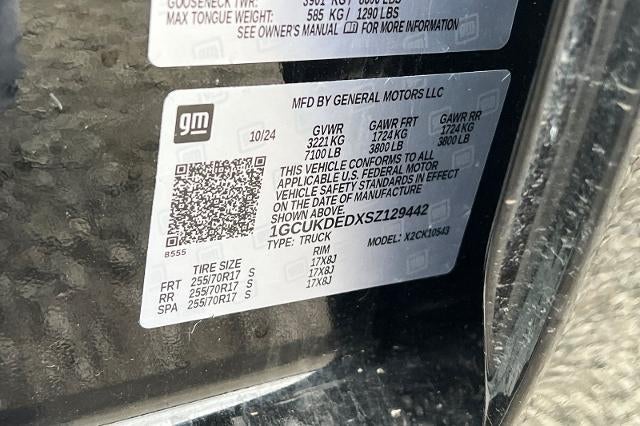 GOOSENECK TWR: 3901 KG / 8600 LBS
MAX TONGUE WEIGHT: 585 KG / 1290 LBS
SEE OWNER'S MANUAL FOR MORE INFORMATION
MFD BY GENERAL MOTORS LLC
gm
10/24
GVWR GAWR FRT GAWR RR
3221 KG 1724 KG 1724 KG
7100 LB 3800 LB 3800 LB
THIS VEHICLE CONFORMS TO ALL
APPLICABLE U.S. FEDERAL MOTOR
VEHICLE SAFETY STANDARDS IN EFFECT
ON THE DATE OF MANUFACTURE
SHOWN ABOVE.
1GCUKDEDXSZ129442
TYPE: TRUCK MODEL: X2CK10543
8555
TIRE SIZE RIM
FRT 255/70R17 S 17X8J
RR 255/70R17 S 17X8J
SPA 255/70R17 S 17X8J